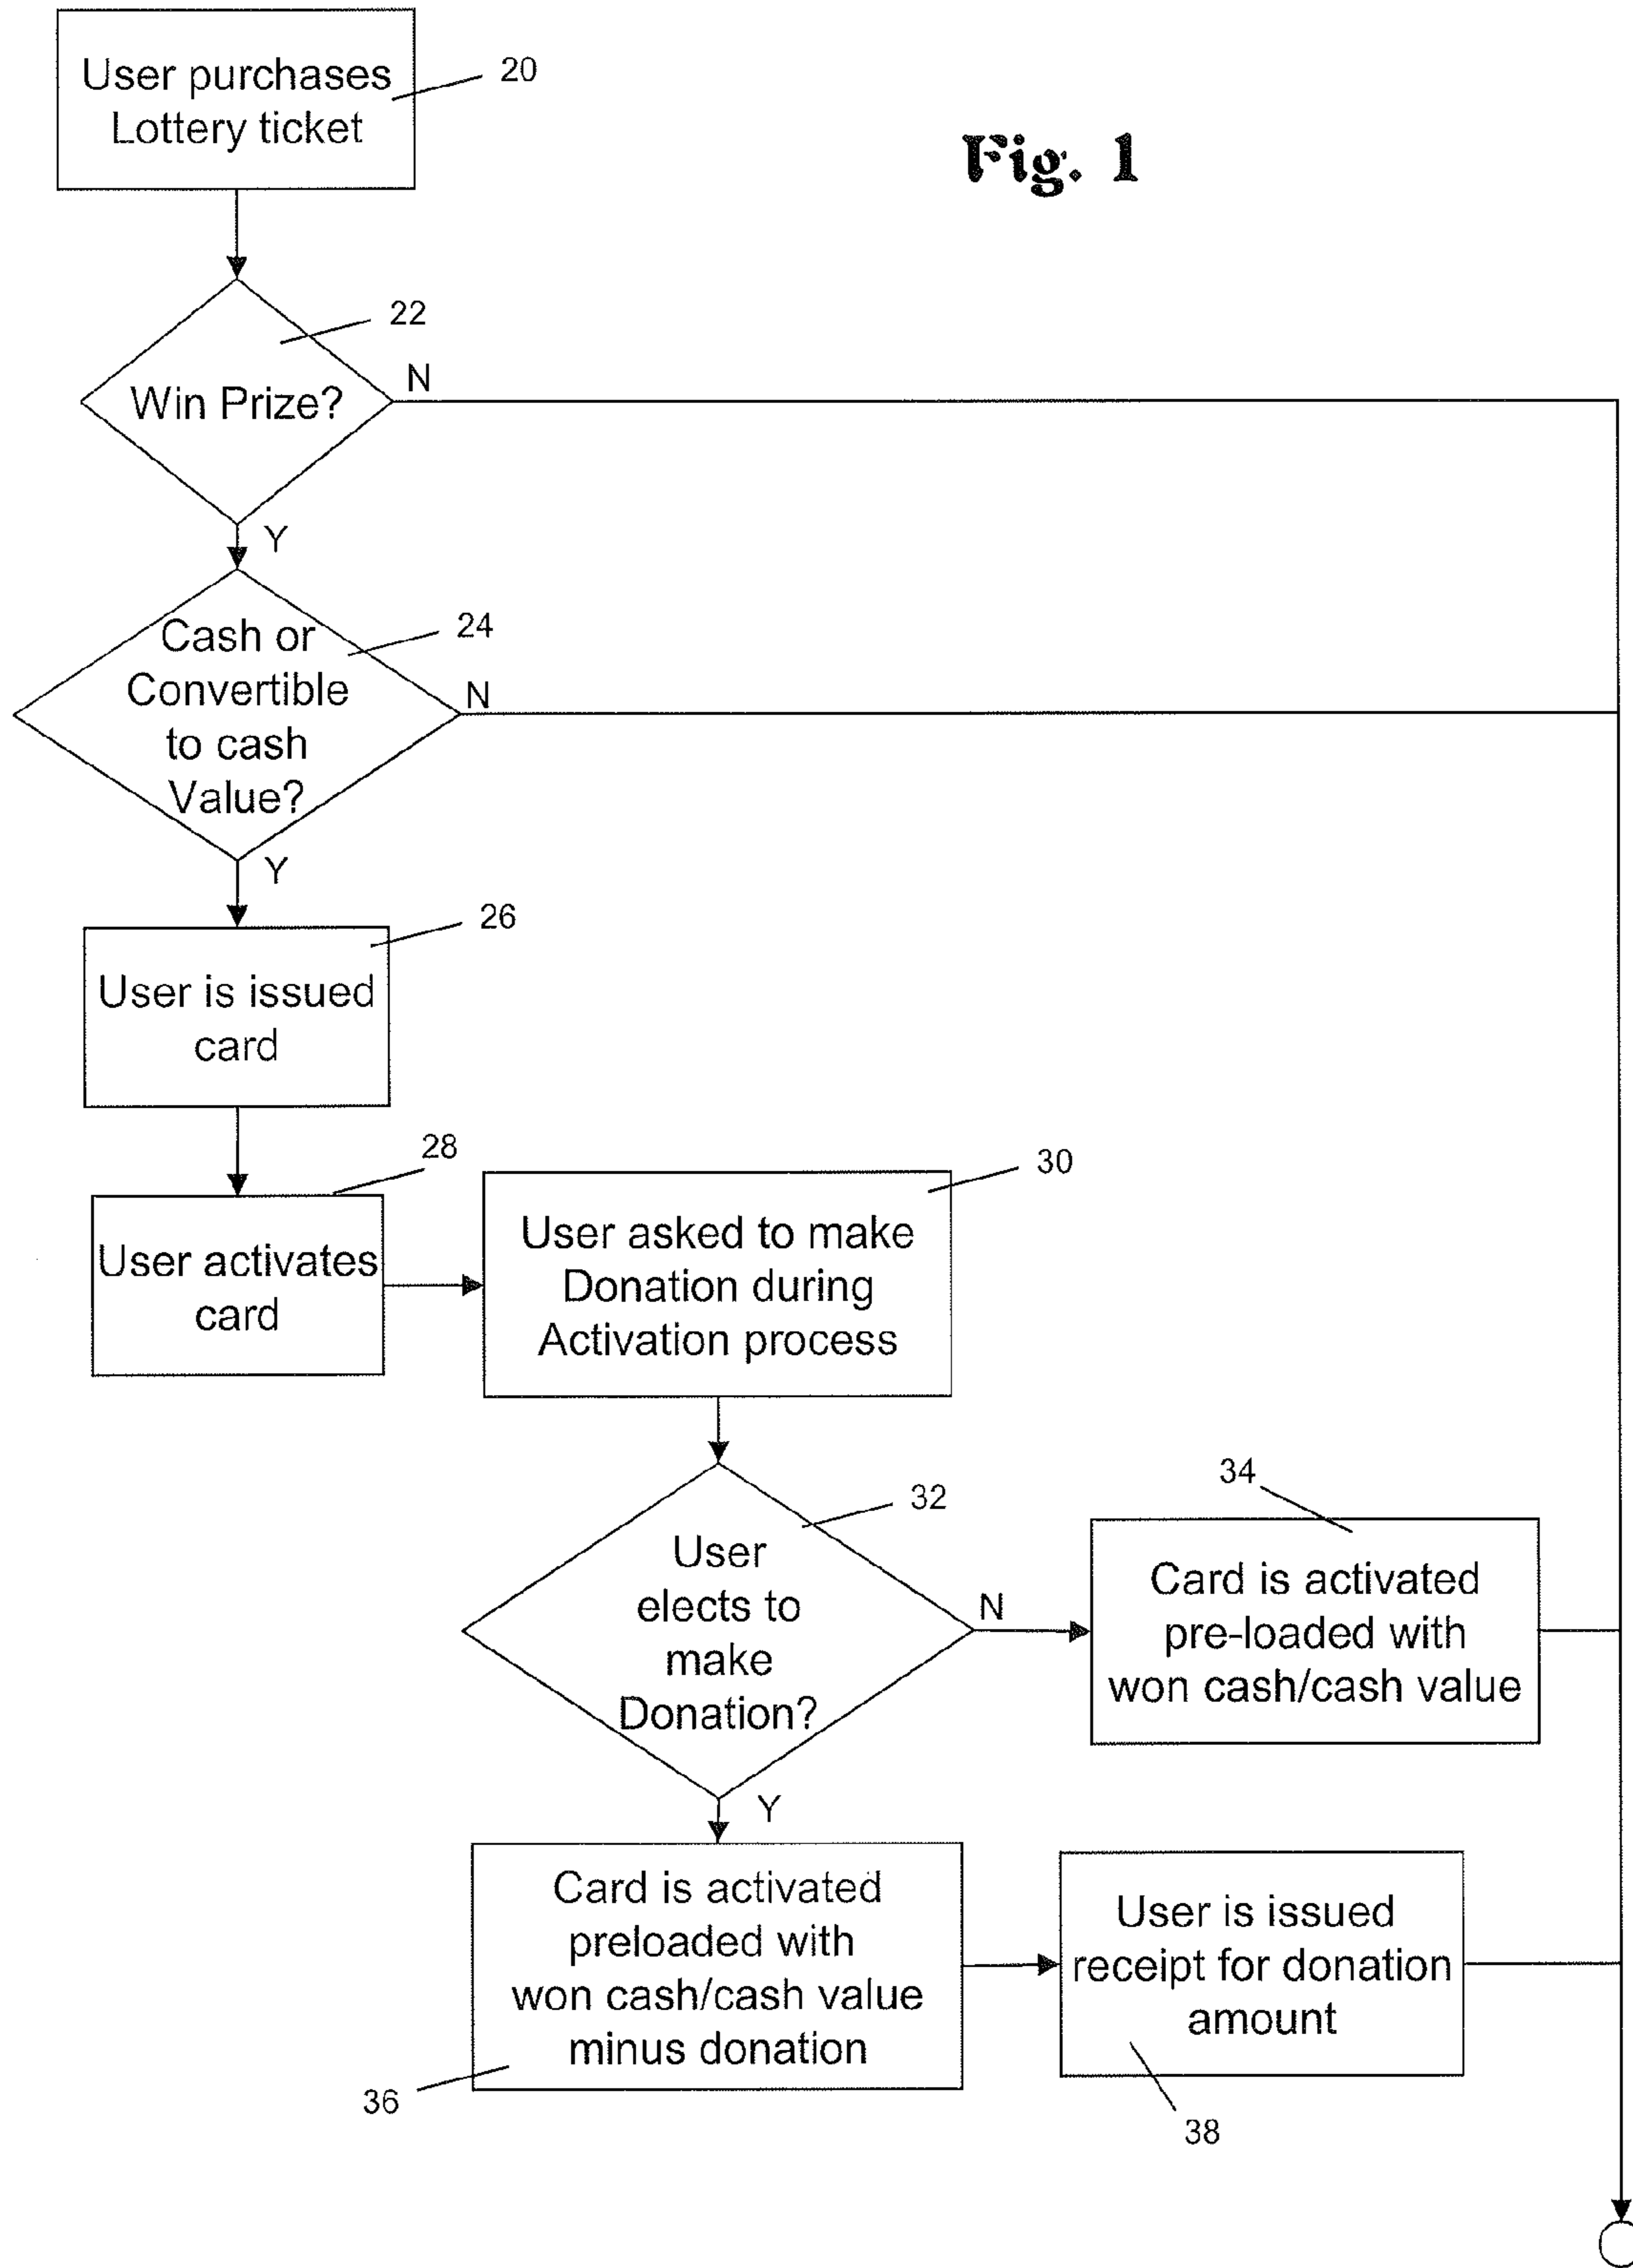 User purchases
Lottery ticket
20
Fig. 1
22
Win Prize?
N
Y
Cash or
Convertible
to cash
Value?
24
N
Y
26
User is issued
card
28
User activates
card
30
User asked to make
Donation during
Activation process
32
User
elects to
make
Donation?
N
34
Card is activated
pre-loaded with
won cash/cash value
Y
Card is activated
preloaded with
won cash/cash value
minus donation
36
User is issued
receipt for donation
amount
38